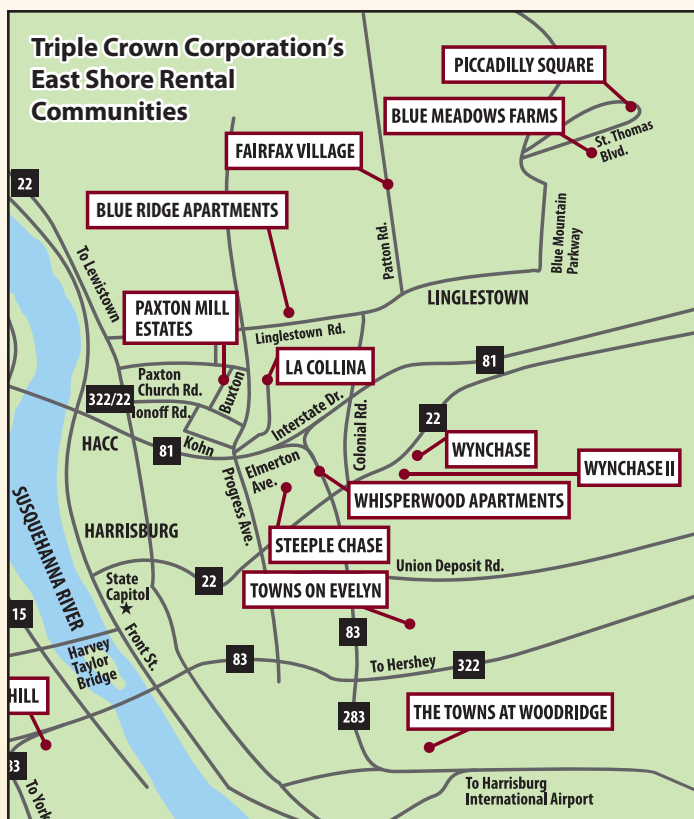 Triple Crown Corporation's
East Shore Rental
Communities
PICCADILLY SQUARE
BLUE MEADOWS FARMS
St. Thomas
Blvd.
FAIRFAX VILLAGE
22
BLUE RIDGE APARTMENTS
Patton Rd.
Blue Mountain
Parkway
To Lewistown
LINGLESTOWN
PAXTON MILL
ESTATES
Linglestown Rd.
81
LA COLLINA
Paxton
Church Rd.
Buxton
322/22
Interstate Dr.
Colonial Rd.
22
HACC
81
Kohn
Elmerton
Ave.
WYNCHASE
WYNCHASE II
Progress Ave.
WHISPERWOOD APARTMENTS
SUSQUEHANNA RIVER
HARRISBURG
STEEPLE CHASE
Union Deposit Rd.
22
State
Capitol
TOWNS ON EVELYN
15
Front St.
83
Harvey
Taylor
Bridge
83
To Hershey
322
HILL
283
THE TOWNS AT WOODRIDGE
To York
To Harrisburg
International Airport